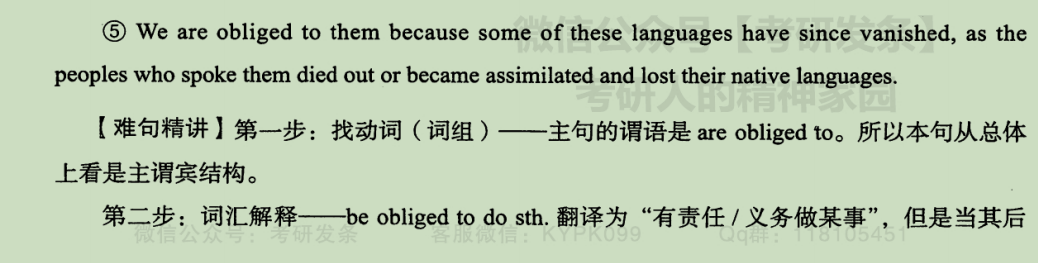 微信公众号【考研发条】
⑤ We are obliged to them because some of these languages have since vanished, as the
peoples who spoke them died out or became assimilated and lost their native languages.
考研人的精神家园
【难句精讲】第一步：找动词（词组）——主句的谓语是 are obliged to。所以本句从总体
上看是主谓宾结构。
第二步：词汇解释——be obliged to do sth. 翻译为“有责任 / 义务做某事”，但是当其后
微信公众号：考研发条 客服微信：KYPK099 Qq群：118105451